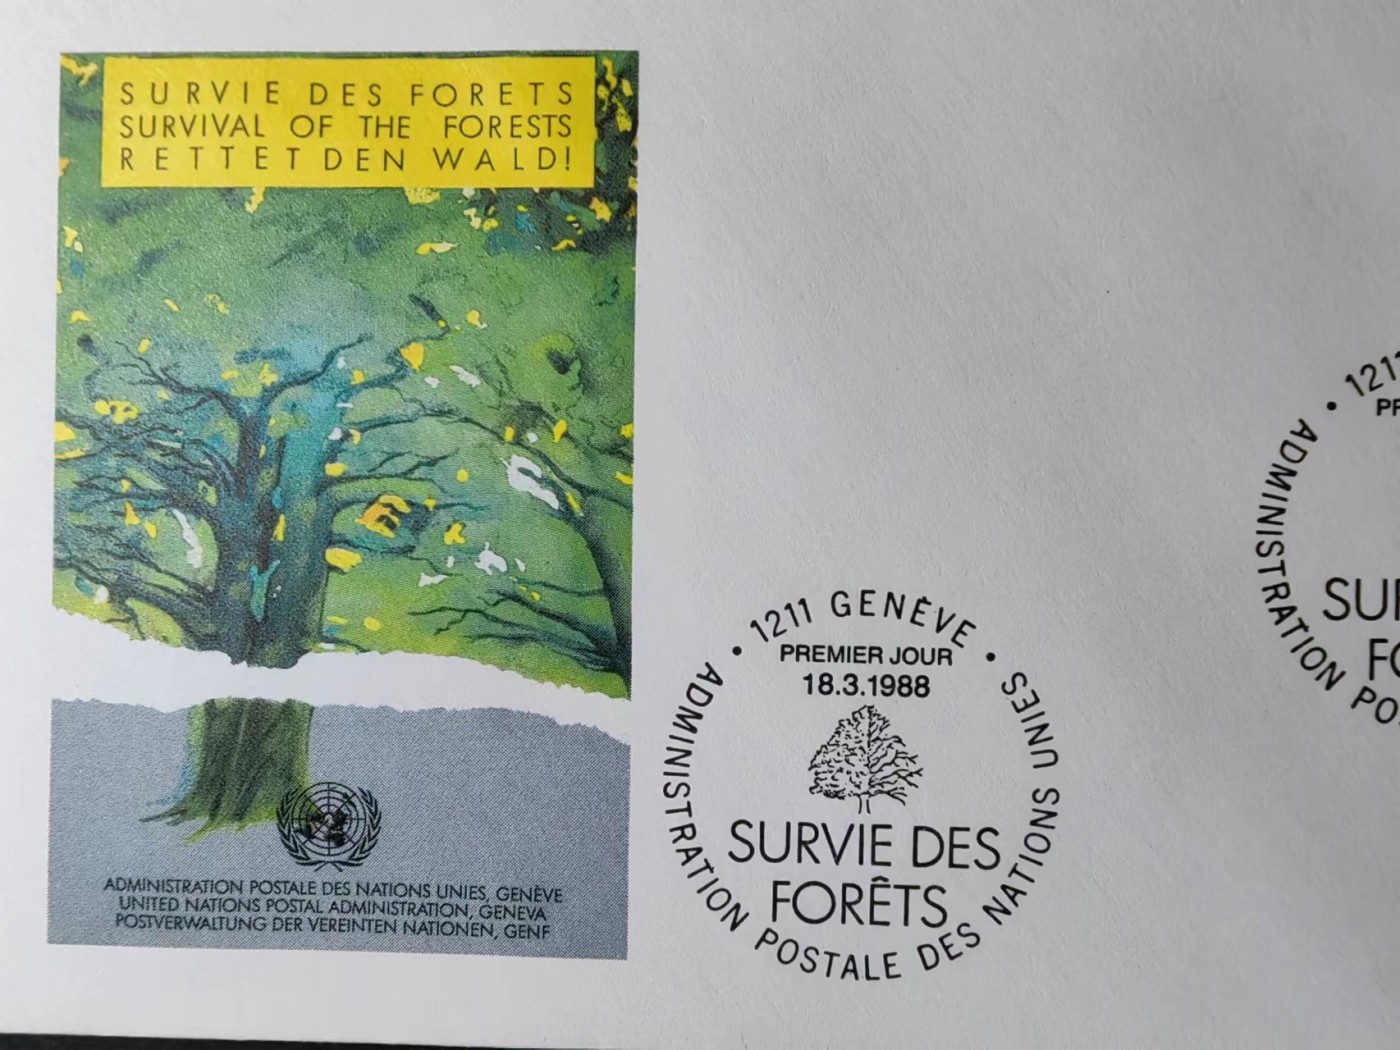 SURVIE DES FORETS
SURVIVAL OF THE FORESTS
RETTET DEN WALD!
ADMINISTRATION POSTALE DES NATIONS UNIES, GENÈVE
UNITED NATIONS POSTAL ADMINISTRATION, GENEVA
POSTVERWALTUNG DER VEREINTEN NATIONEN, GENF
• 1211 GENÈVE •
PREMIER JOUR
18.3.1988
SURVIE DES
FORÊTS
ADMINISTRATION POSTALE DES NATIONS UNIES
• 1211
ADMINISTRATION